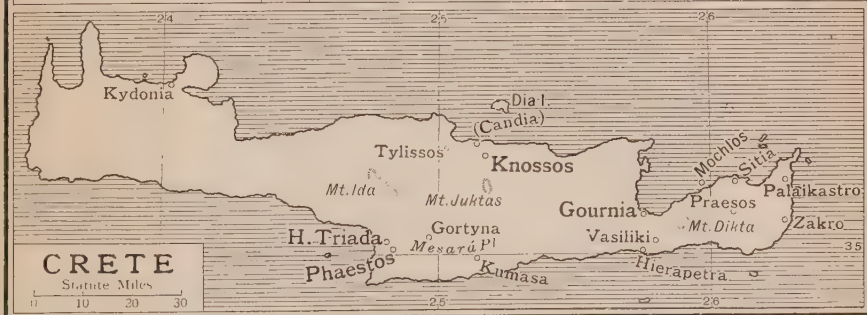 24
25
26
Kydonia
Dia I.
(Candia)
Tylissos
Knossos
Mochlos
Sitia
Mt. Ida
Mt. Juktas
Palaikastro
Praesos
Gournia
Mt. Dikta
Zakro
Gortyna
H. Triada
Vasiliki
Mesará Pl
35
Phaestos
Kumasa
Hierapetra
CRETE
Statute Miles
0 10 20 30
25
26